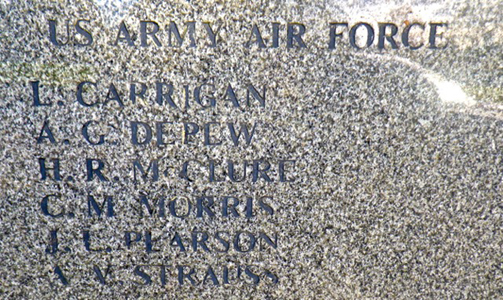 US ARMY AIR FORCE
L. CARRIGAN
A. G. DEPEW
H. R. McCLURE
C. M. MORRIS
J. L. PEARSON
A. V. STRAUSS